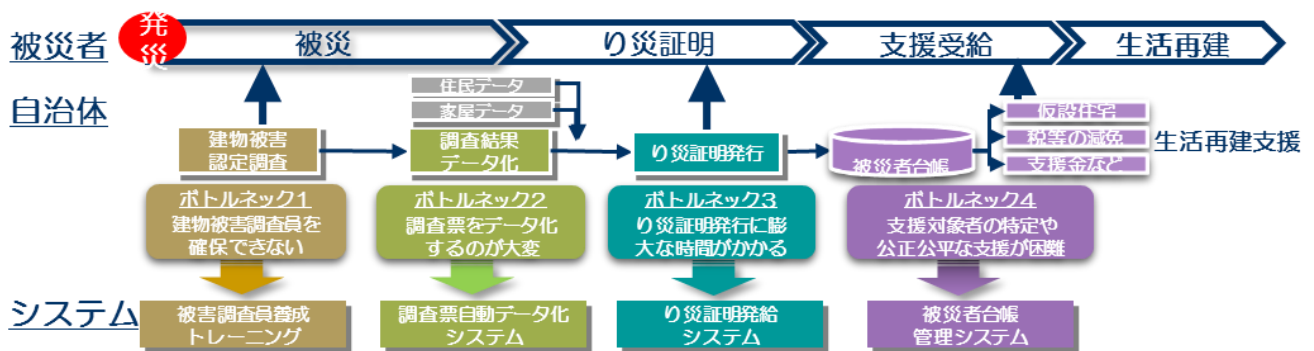 被災者
発災
被災
り災証明
支援受給
生活再建
自治体
住民データ
家屋データ
建物被害
認定調査
調査結果
データ化
り災証明発行
被災者台帳
仮設住宅
税等の減免
支援金など
生活再建支援
ボトルネック1
建物被害調査員を
確保できない
ボトルネック2
調査票をデータ化
するのが大変
ボトルネック3
り災証明発行に膨
大な時間がかかる
ボトルネック4
支援対象者の特定や
公正公平な支援が困難
システム
被害調査員養成
トレーニング
調査票自動データ化
システム
り災証明発給
システム
被災者台帳
管理システム